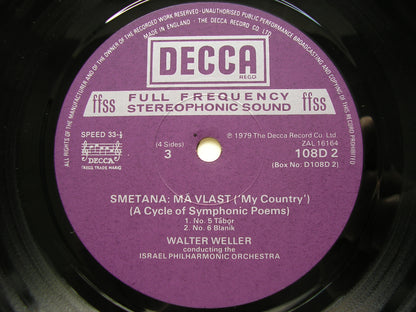 ALL RIGHTS OF THE MANUFACTURER AND OF THE OWNER OF THE RECORDED WORK RESERVED · UNAUTHORISED PUBLIC PERFORMANCE BROADCASTING AND COPYING OF THIS RECORD PROHIBITED
MADE IN ENGLAND · THE DECCA RECORD CO LTD
DECCA
REGD
ffss FULL FREQUENCY ffss
STEREOPHONIC SOUND
SPEED 33-⅓
(4 Sides)
3
℗ 1979 The Decca Record Co. Ltd.
ZAL 16164
108D 2
(Box No: D108D 2)
DECCA
(REGD. TRADE MARK)
SMETANA: MÁ VLAST ('My Country')
(A Cycle of Symphonic Poems)
1. No. 5 Tábor
2. No. 6 Blaník
WALTER WELLER
conducting the
ISRAEL PHILHARMONIC ORCHESTRA